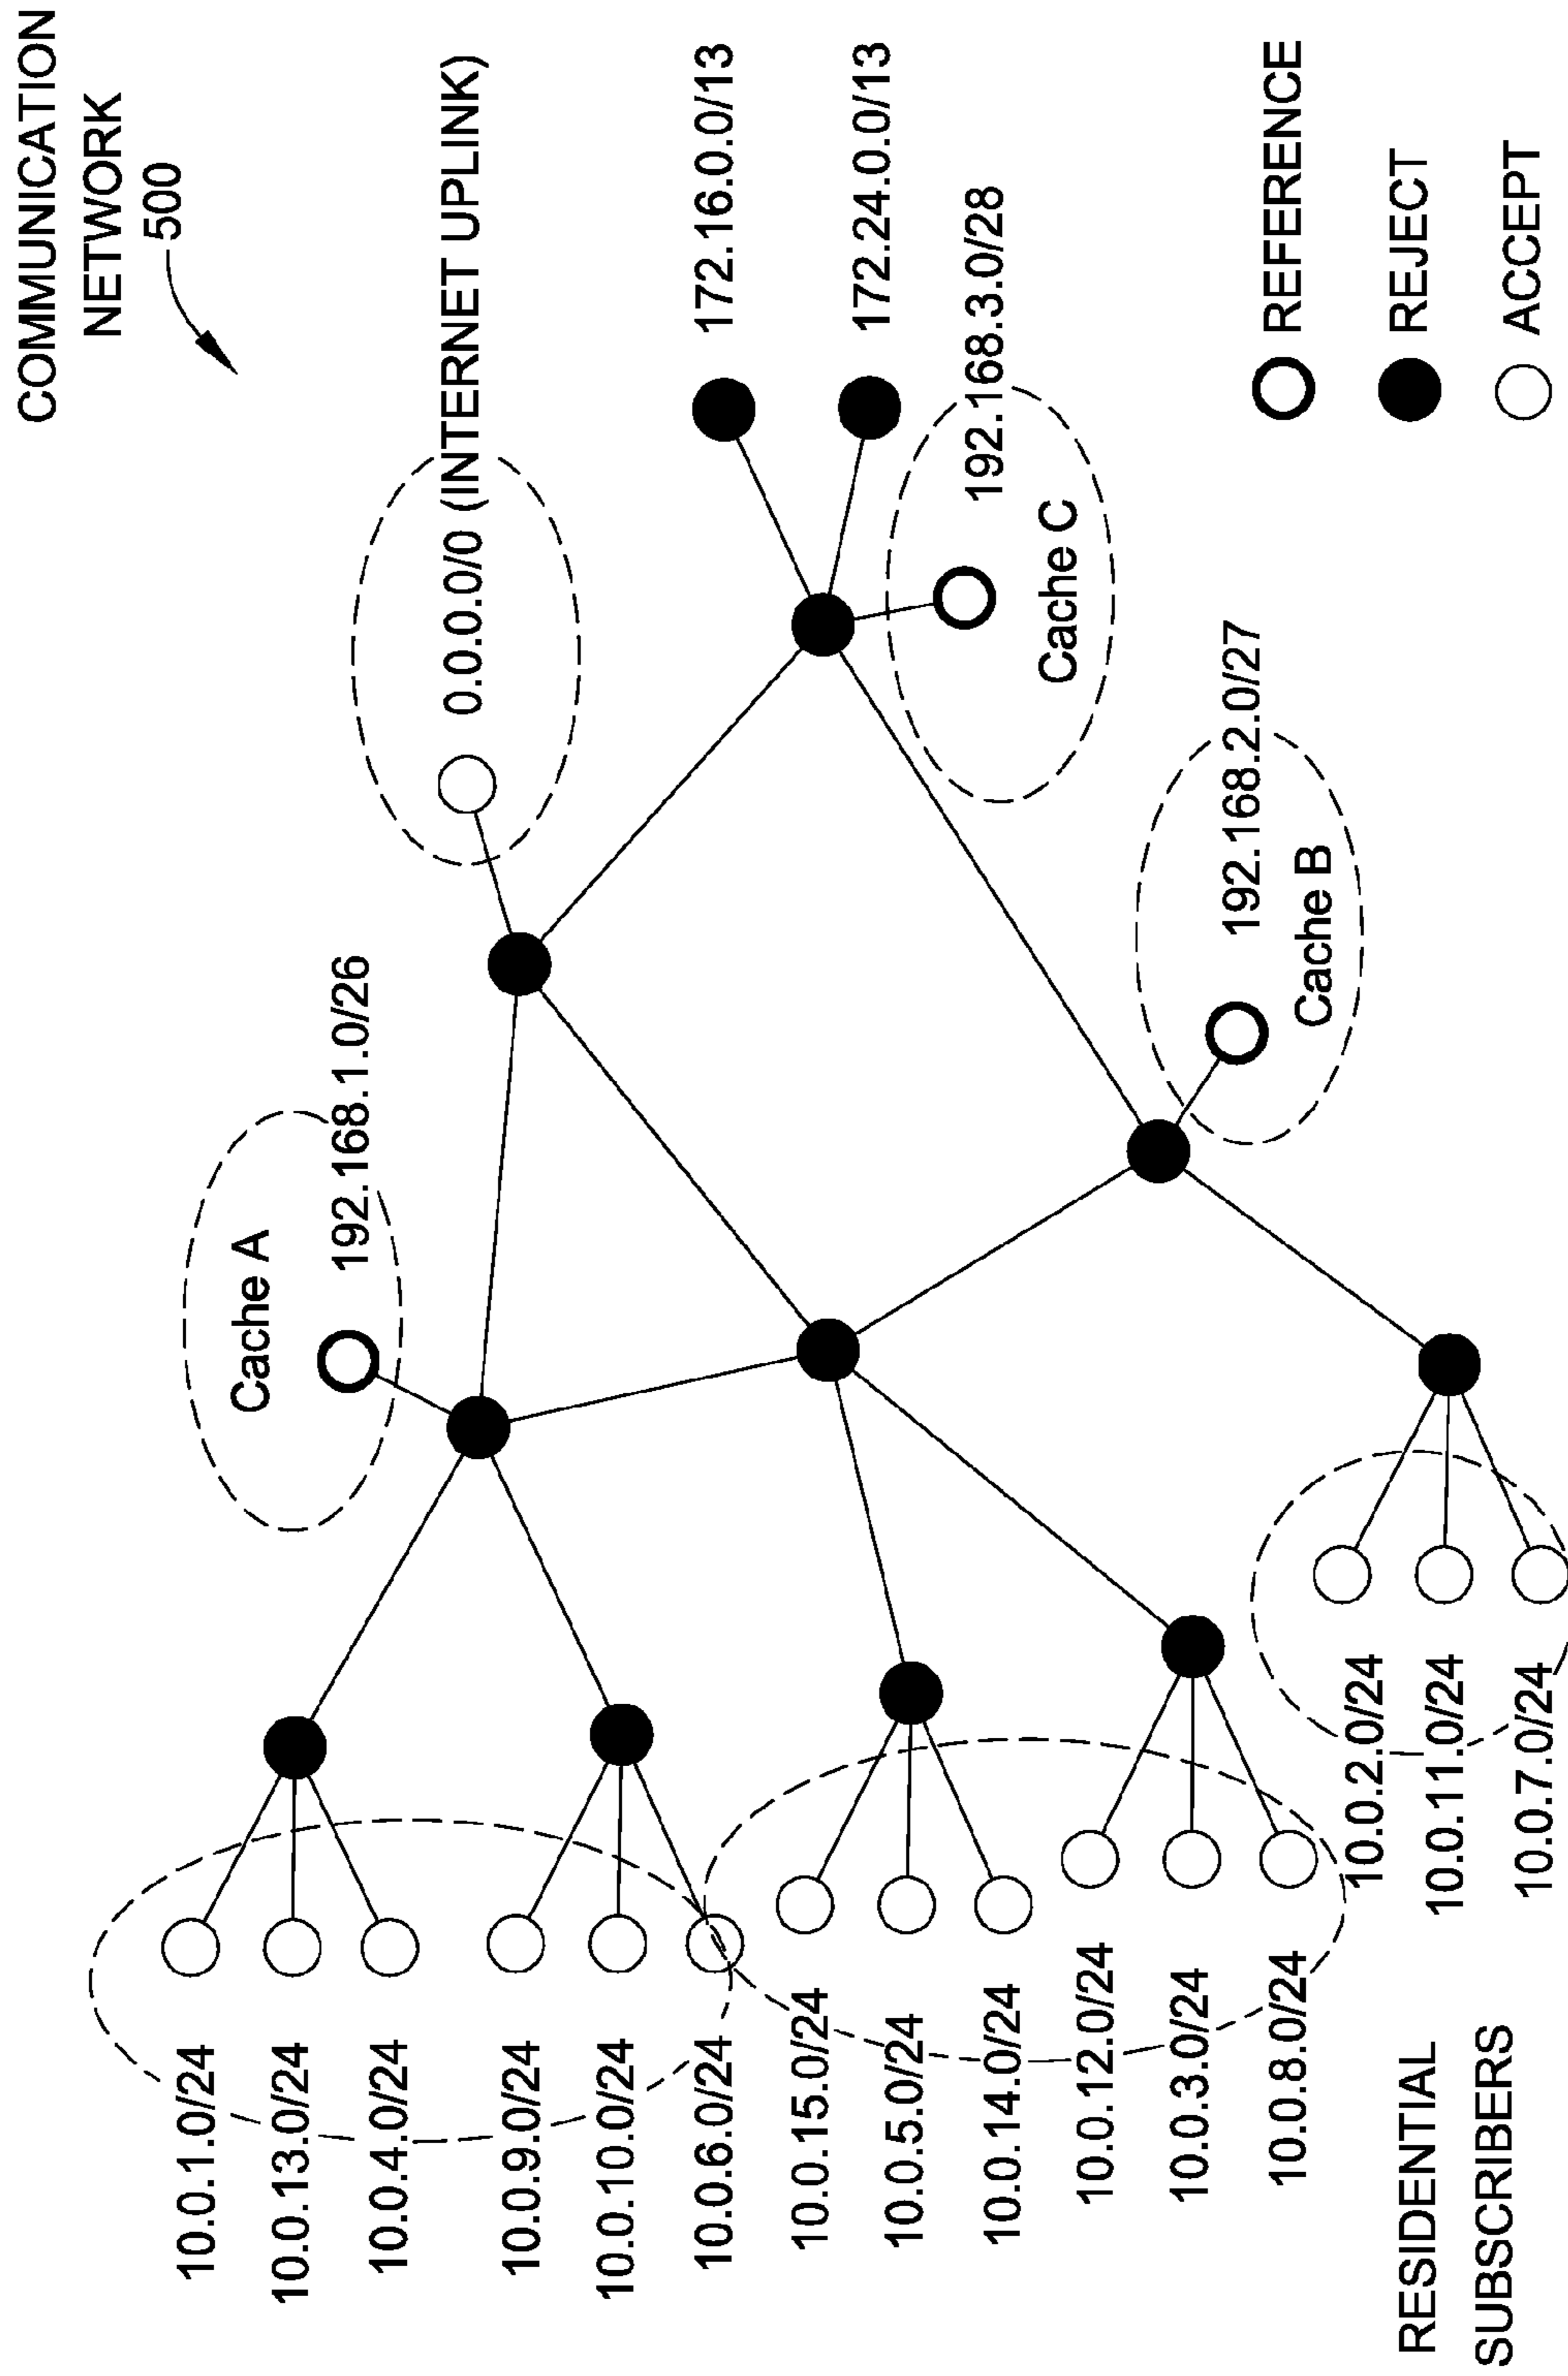 COMMUNICATION
NETWORK
500
0.0.0.0/0 (INTERNET UPLINK)
172.16.0.0/13
172.24.0.0/13
192.168.3.0/28
Cache C
Cache A
192.168.1.0/26
192.168.2.0/27
Cache B
10.0.1.0/24
10.0.13.0/24
10.0.4.0/24
10.0.9.0/24
10.0.10.0/24
10.0.6.0/24
10.0.15.0/24
10.0.5.0/24
10.0.14.0/24
10.0.12.0/24
10.0.3.0/24
10.0.8.0/24
10.0.2.0/24
10.0.11.0/24
10.0.7.0/24
RESIDENTIAL
SUBSCRIBERS
REFERENCE
REJECT
ACCEPT